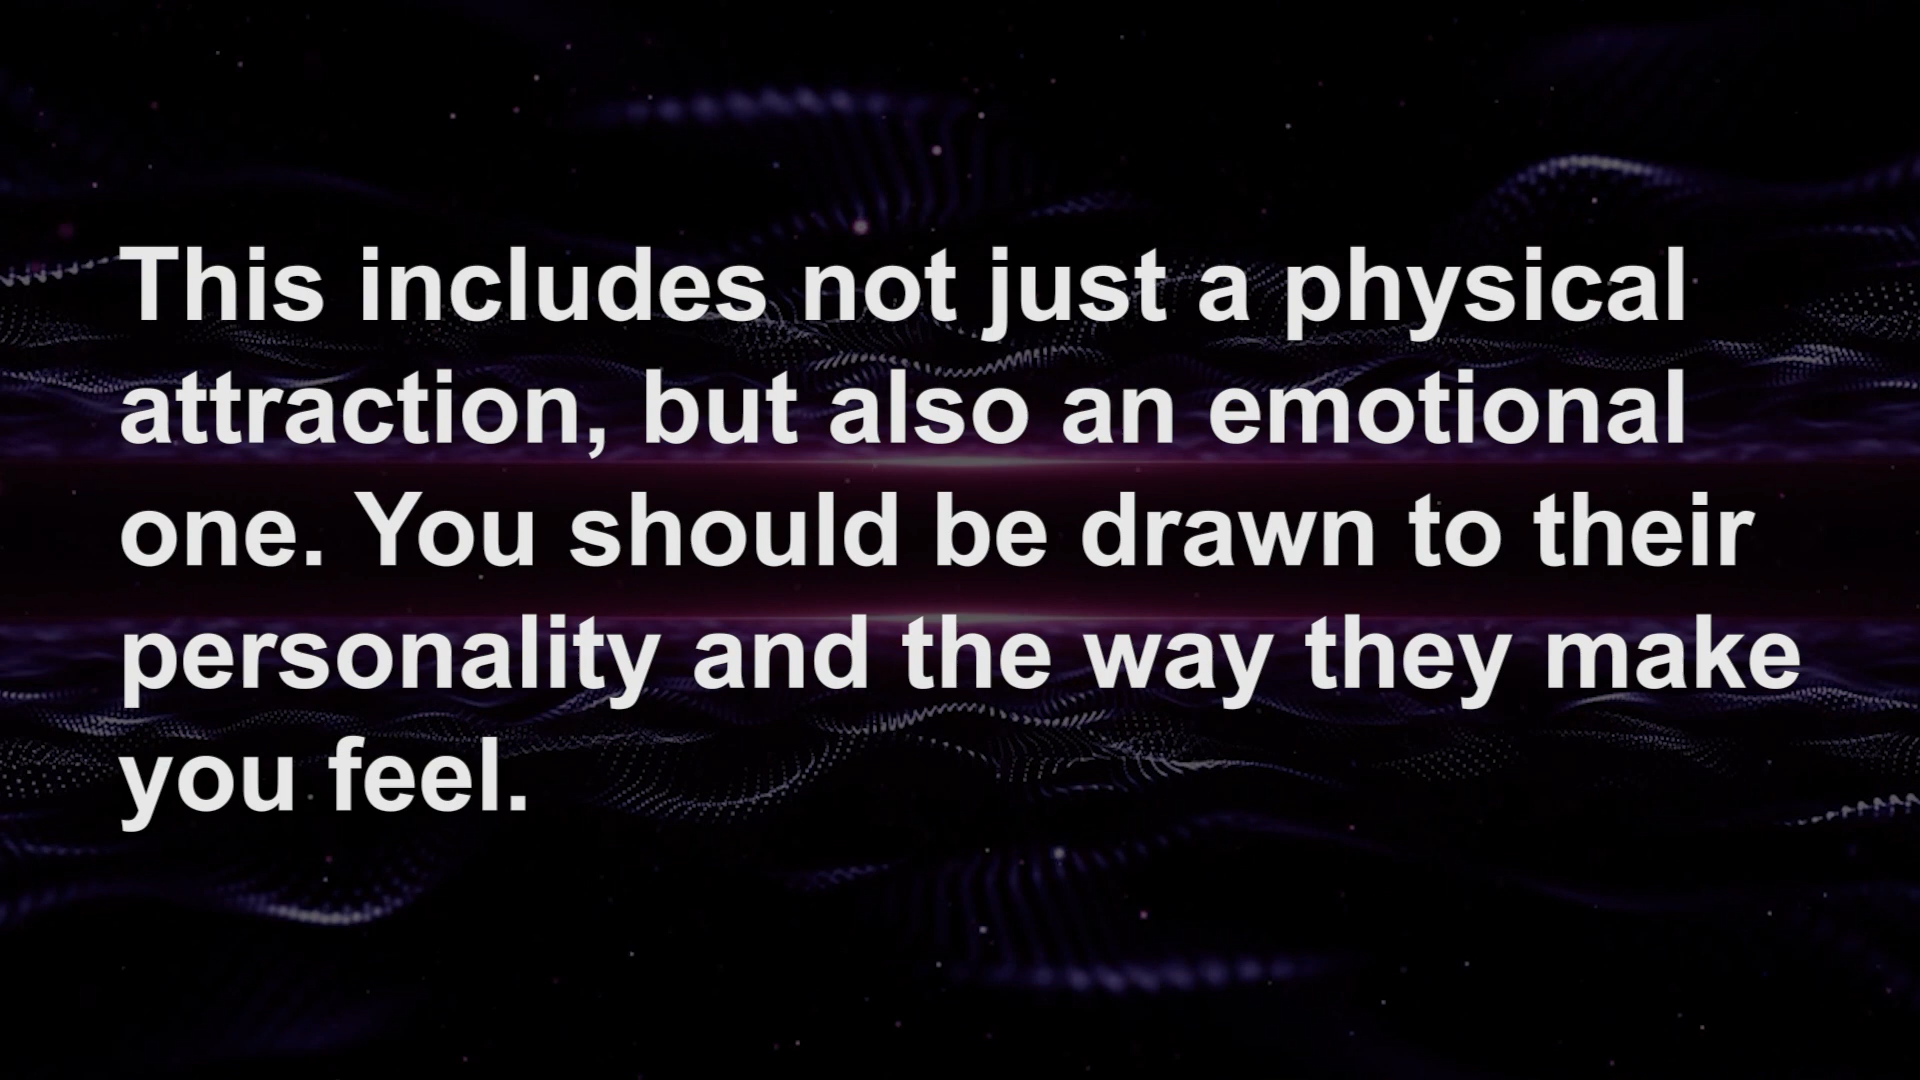 This includes not just a physical
attraction, but also an emotional
one. You should be drawn to their
personality and the way they make
you feel.